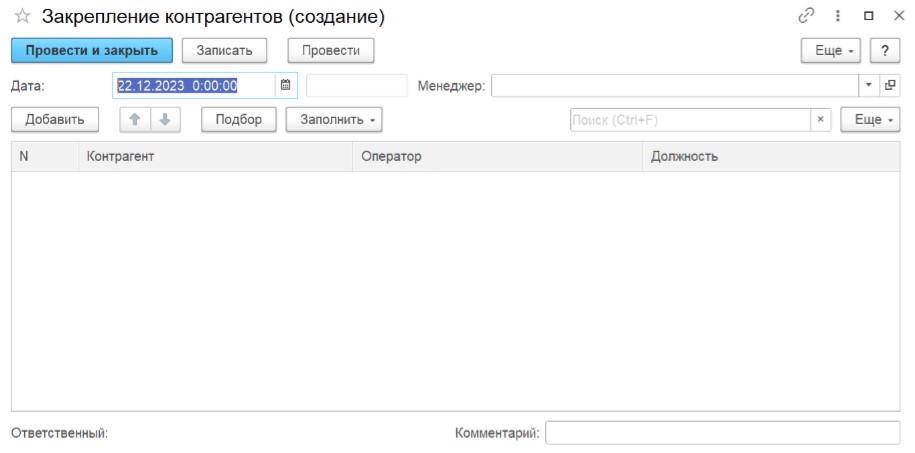 Закрепление контрагентов (создание)
Провести и закрыть Записать Провести Еще ?
Дата: 22.12.2023 0:00:00 Менеджер:
Добавить Подбор Заполнить Поиск (Ctrl+F) × Еще
N Контрагент Оператор Должность
Ответственный: Комментарий: